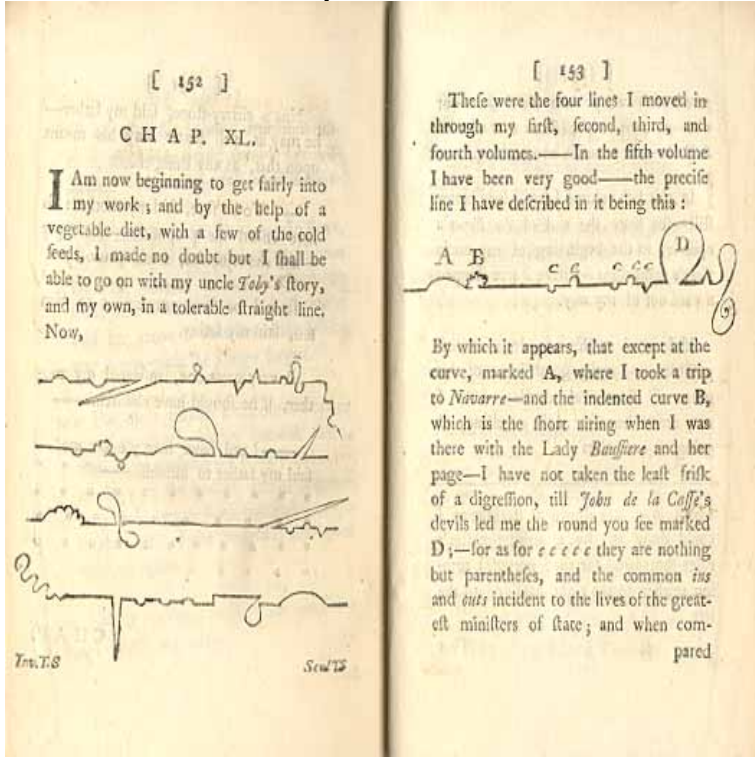 [ 152 ]
CHAP. XL.
I Am now beginning to get fairly into
my work; and by the help of a
vegetable diet, with a few of the cold
ſeeds, I made no doubt but I ſhall be
able to go on with my uncle Toby's ſtory,
and my own, in a tolerable ſtraight line.
Now,
Inv.T.S
Scul.TS
[ 153 ]
Theſe were the four lines I moved in
through my firſt, ſecond, third, and
fourth volumes.——In the fifth volume
I have been very good——the preciſe
line I have deſcribed in it being this :
A B c c c c c D
By which it appears, that except at the
curve, marked A, where I took a trip
to Navarre—and the indented curve B,
which is the ſhort airing when I was
there with the Lady Bauſſiere and her
page—I have not taken the leaſt friſk
of a digreſſion, till John de la Caſſe's
devils led me the round you ſee marked
D;—for as for c c c c c they are nothing
but parentheſes, and the common ins
and outs incident to the lives of the great-
eſt miniſters of ſtate; and when com-
pared